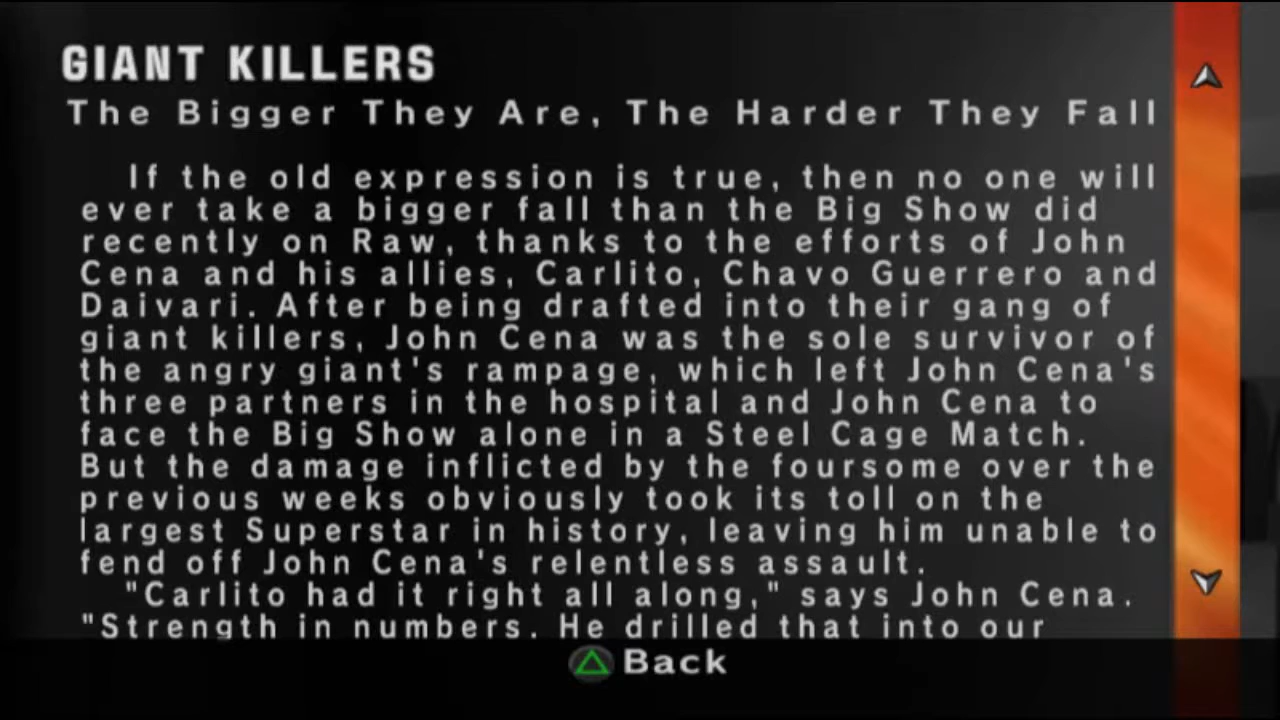 GIANT KILLERS
The Bigger They Are, The Harder They Fall
If the old expression is true, then no one will
ever take a bigger fall than the Big Show did
recently on Raw, thanks to the efforts of John
Cena and his allies, Carlito, Chavo Guerrero and
Daivari. After being drafted into their gang of
giant killers, John Cena was the sole survivor of
the angry giant's rampage, which left John Cena's
three partners in the hospital and John Cena to
face the Big Show alone in a Steel Cage Match.
But the damage inflicted by the foursome over the
previous weeks obviously took its toll on the
largest Superstar in history, leaving him unable to
fend off John Cena's relentless assault.
"Carlito had it right all along," says John Cena.
"Strength in numbers. He drilled that into our
Back